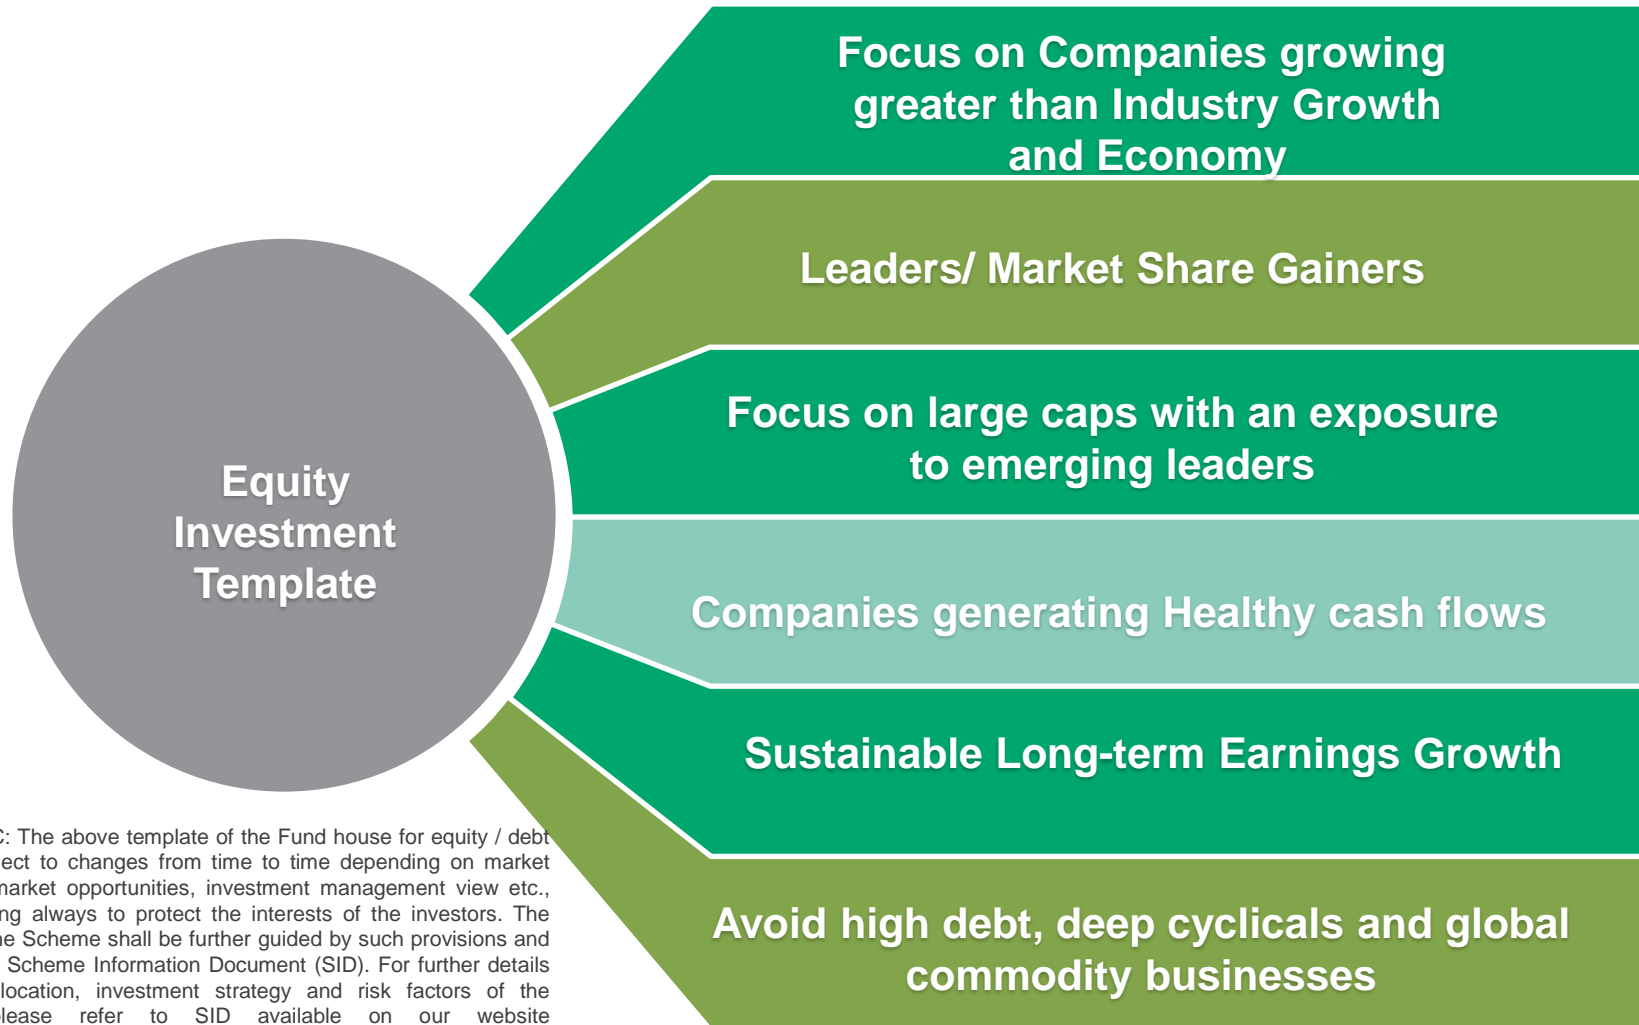 Focus on Companies growing
greater than Industry Growth
and Economy
Leaders/ Market Share Gainers
Focus on large caps with an exposure
to emerging leaders
Equity
Investment
Template
Companies generating Healthy cash flows
Sustainable Long-term Earnings Growth
Avoid high debt, deep cyclicals and global
commodity businesses
: The above template of the Fund house for equity / debt
to changes from time to time depending on market
market opportunities, investment management view etc.,
always to protect the interests of the investors. The
Scheme shall be further guided by such provisions and
Scheme Information Document (SID). For further details
investment strategy and risk factors of the
refer to SID available on our website